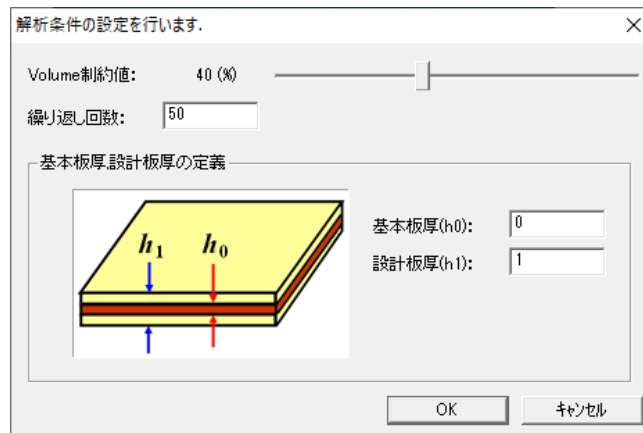 解析条件の設定を行います.
Volume制約値: 40 (%)
繰り返し回数: 50
基本板厚,設計板厚の定義
h1 h0
基本板厚(h0): 0
設計板厚(h1): 1
OK キャンセル